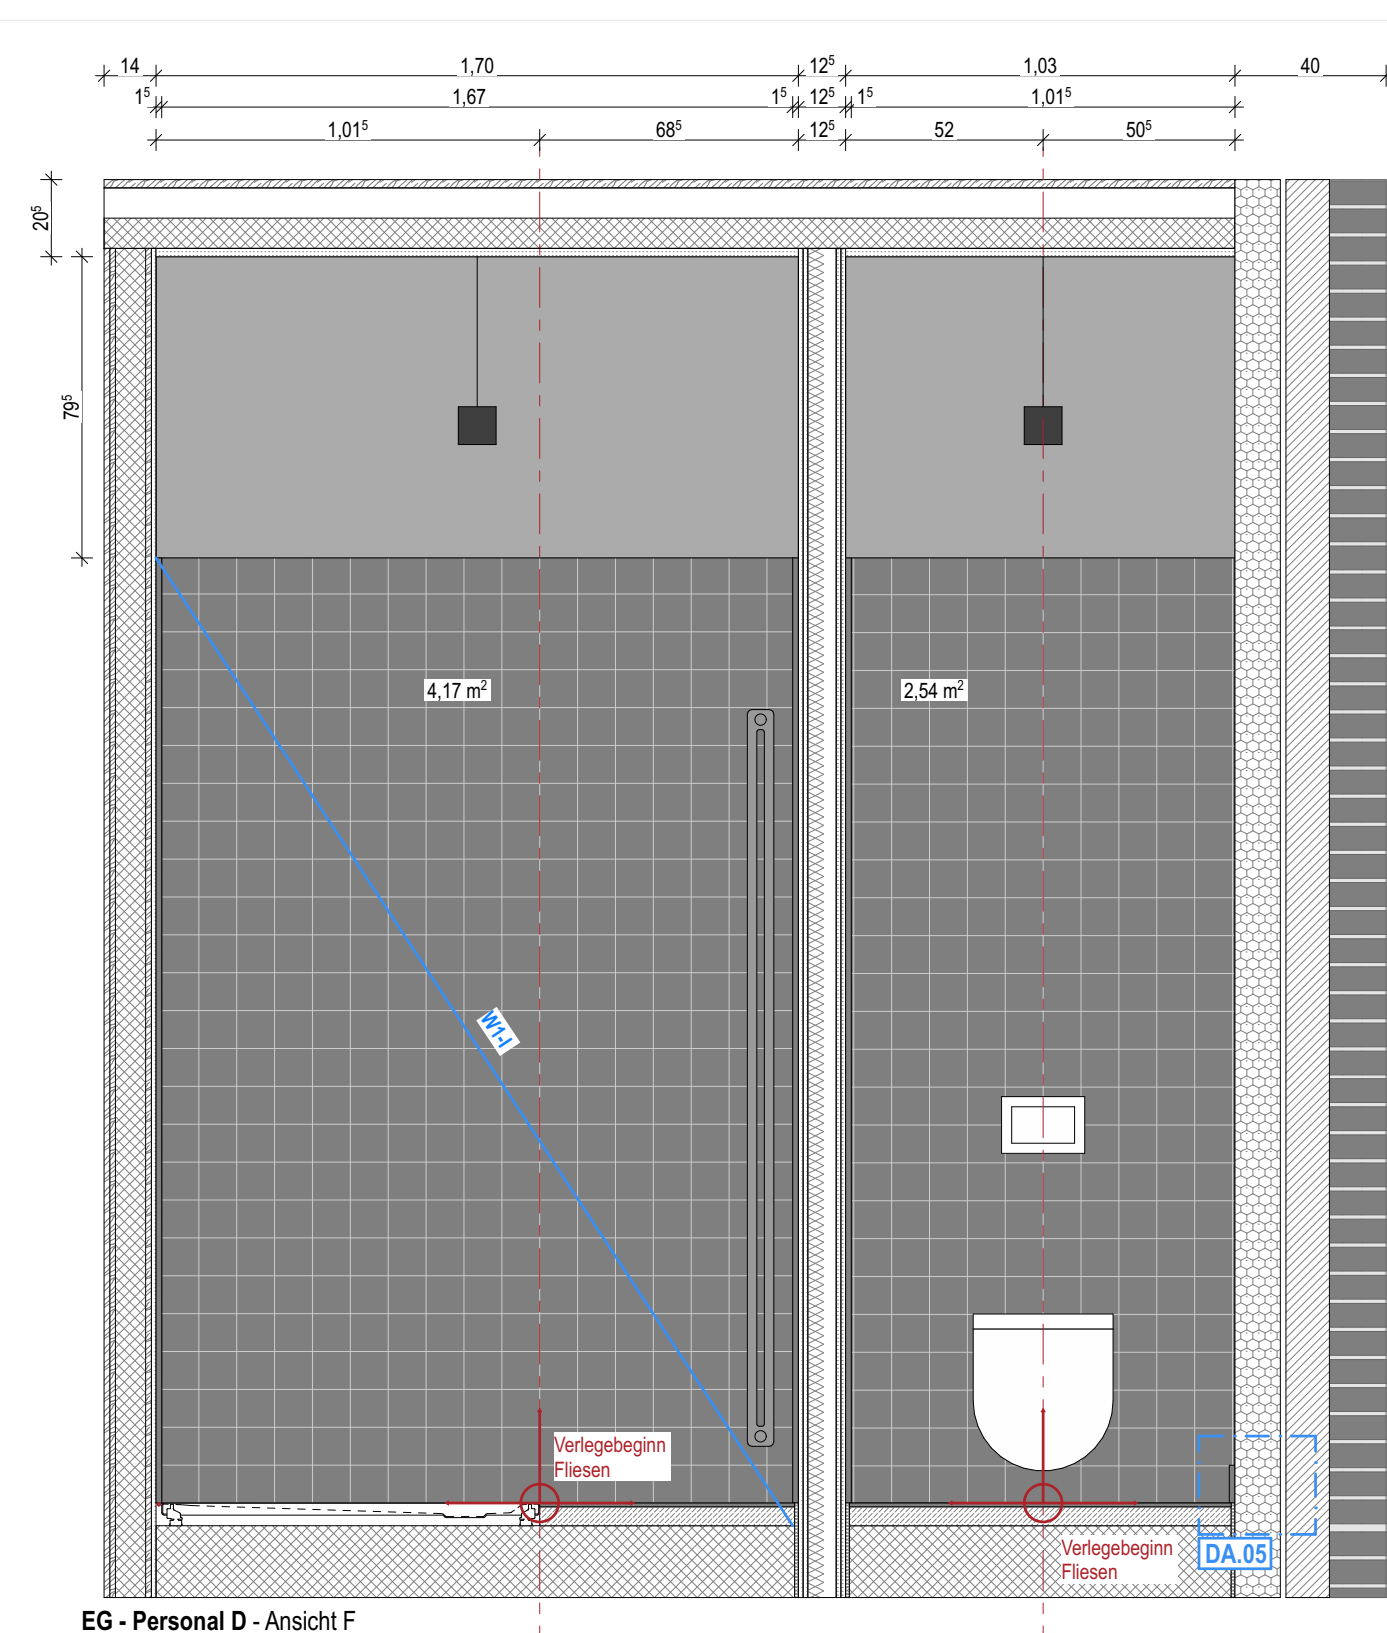 14 1,70 12⁵ 1,03 40
1⁵ 1,67 1⁵ 12⁵ 1⁵ 1,01⁵
1,01⁵ 68⁵ 12⁵ 52 50⁵
20⁵
79⁵
4,17 m² 2,54 m²
W1-I
Verlegebeginn
Fliesen
Verlegebeginn
Fliesen
DA.05
EG - Personal D - Ansicht F